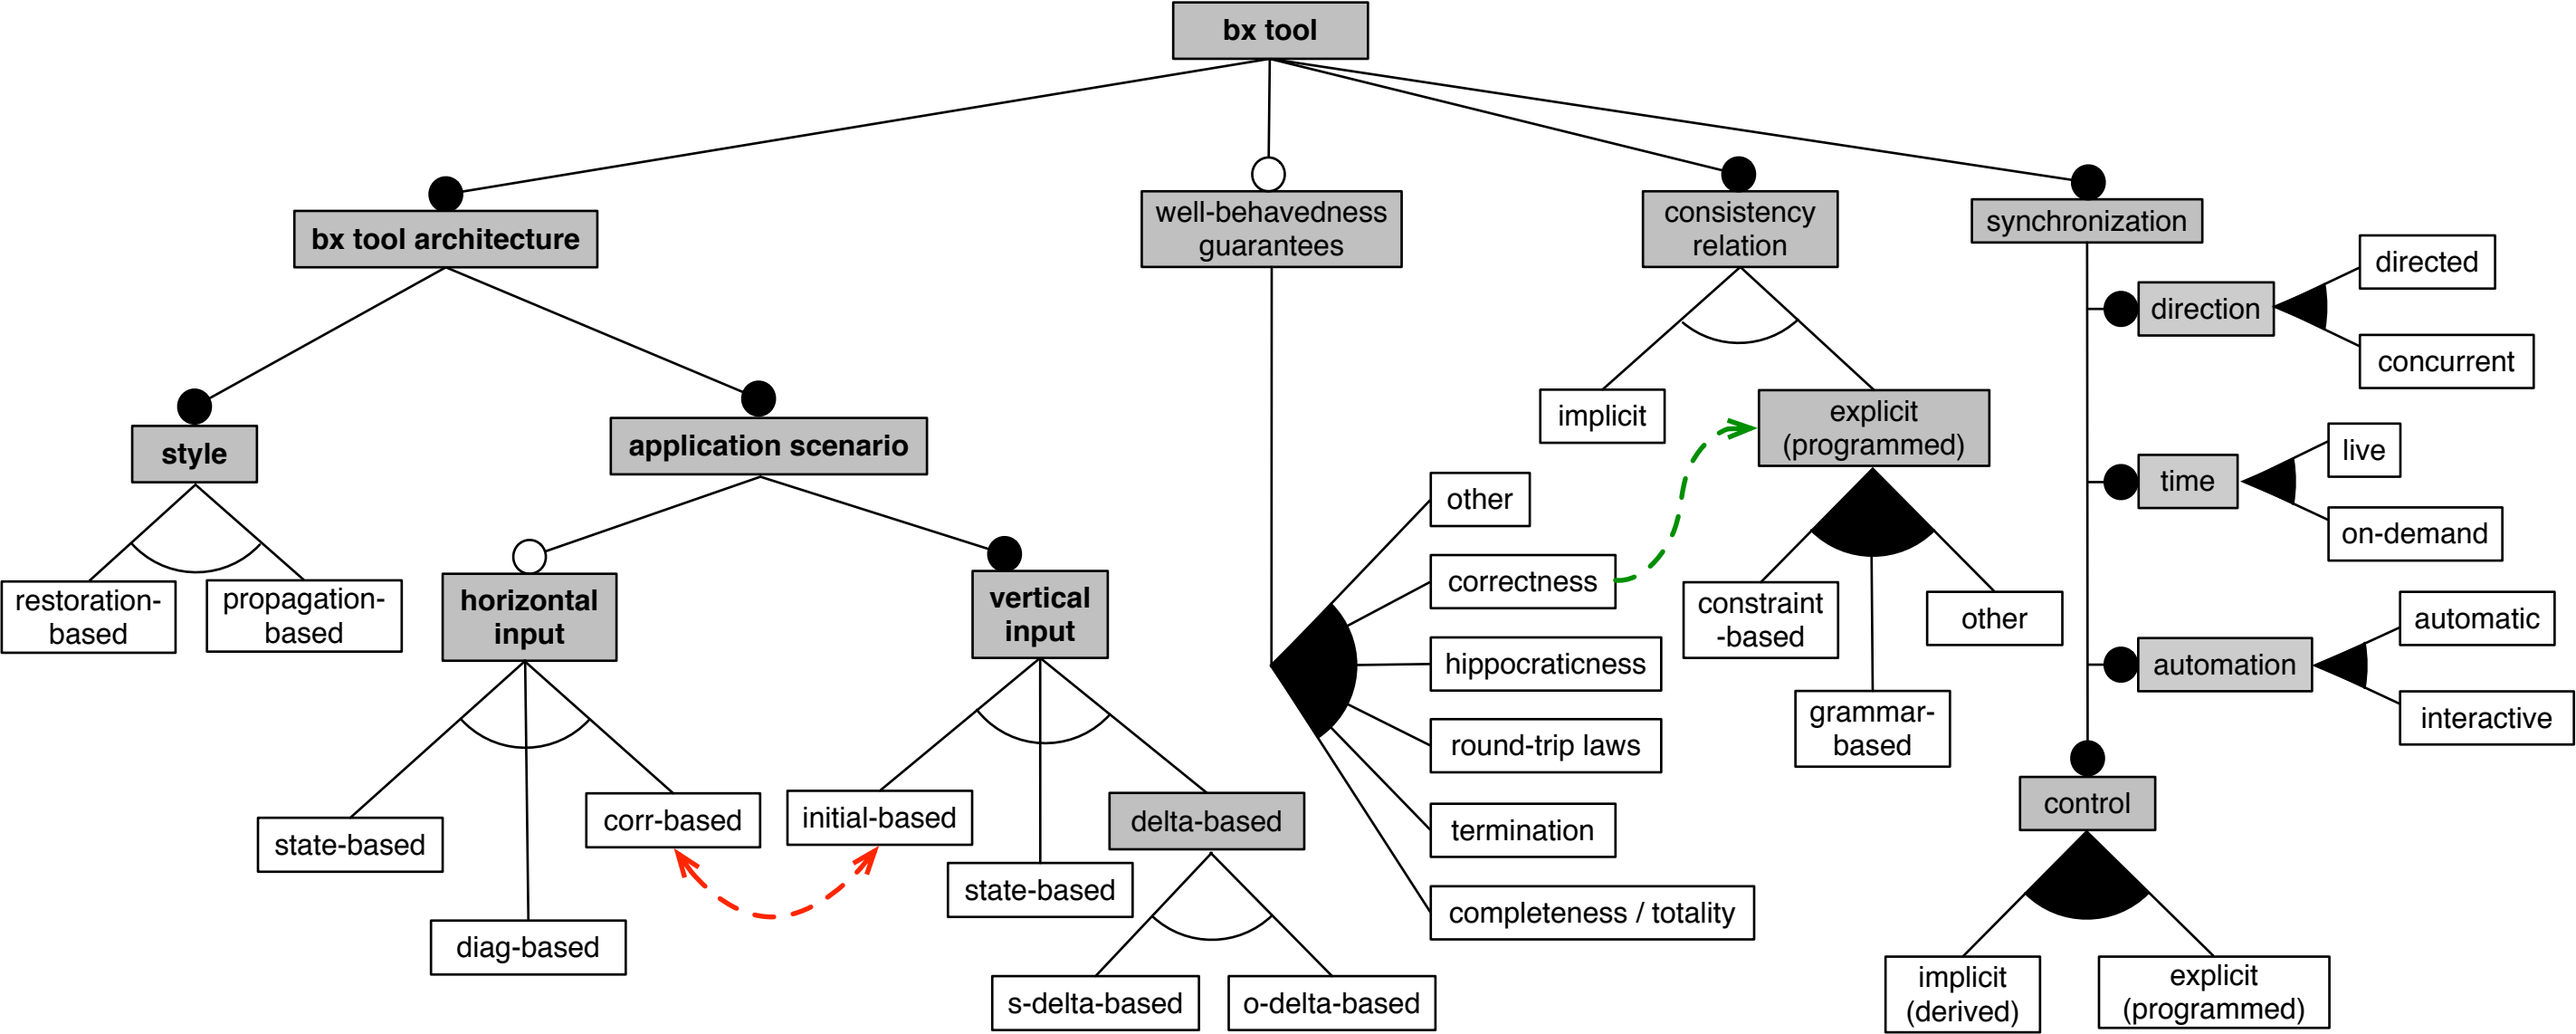 bx tool
bx tool architecture
well-behavedness
guarantees
consistency
relation
synchronization
style
application scenario
restoration-
based
propagation-
based
horizontal
input
vertical
input
state-based
diag-based
corr-based
initial-based
state-based
delta-based
s-delta-based
o-delta-based
other
correctness
hippocraticness
round-trip laws
termination
completeness / totality
implicit
explicit
(programmed)
constraint
-based
grammar-
based
other
direction
directed
concurrent
time
live
on-demand
automation
automatic
interactive
control
implicit
(derived)
explicit
(programmed)